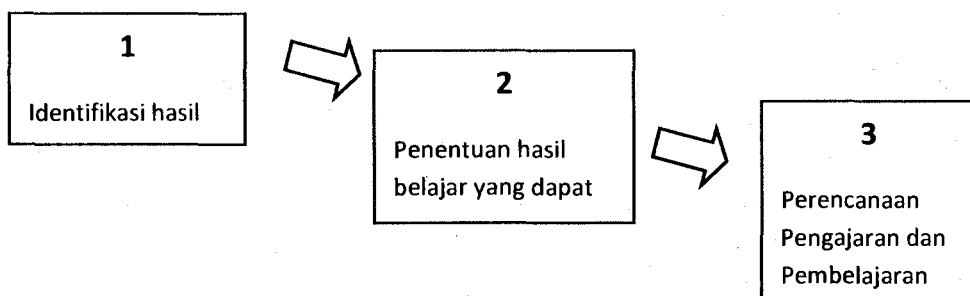 1
Identifikasi hasil
2
Penentuan hasil
belajar yang dapat
3
Perencanaan
Pengajaran dan
Pembelajaran